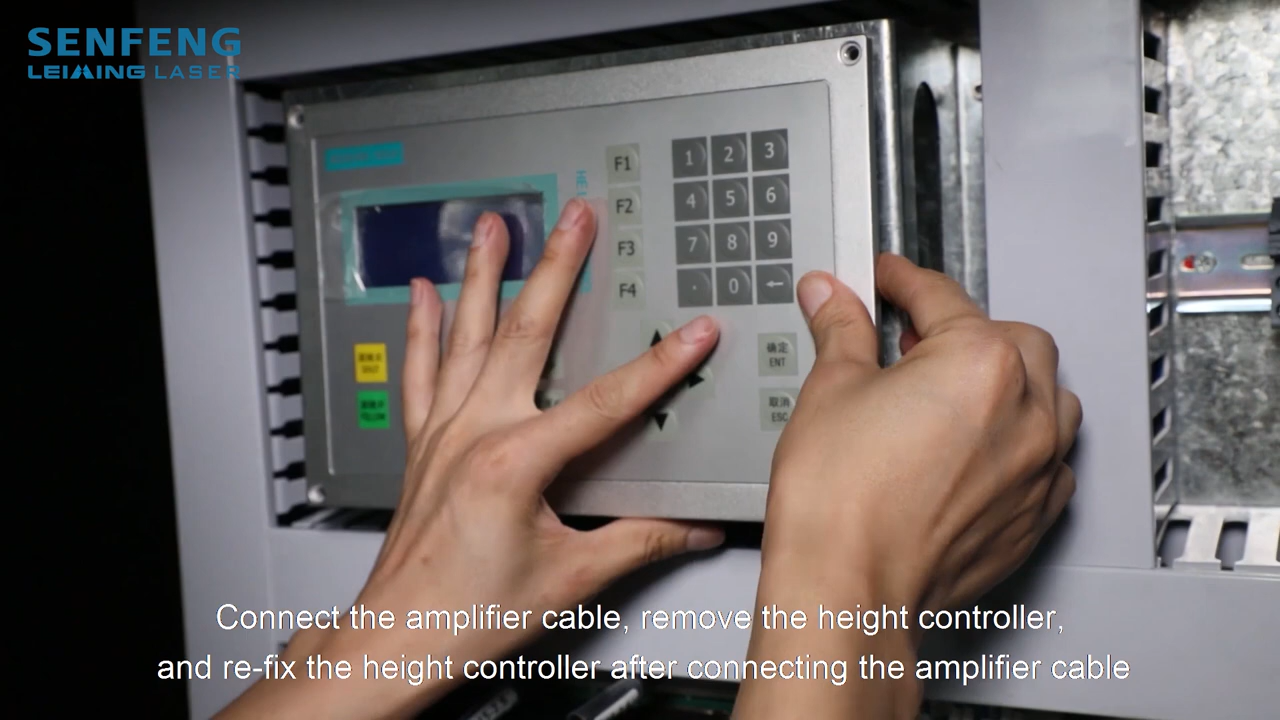 SENFENG
LEIMING LASER
HE
F1
F2
F3
F4
1 2 3
4 5 6
7 8 9
. 0 ←
确定
ENT
取消
ESC
Connect the amplifier cable, remove the height controller,
and re-fix the height controller after connecting the amplifier cable